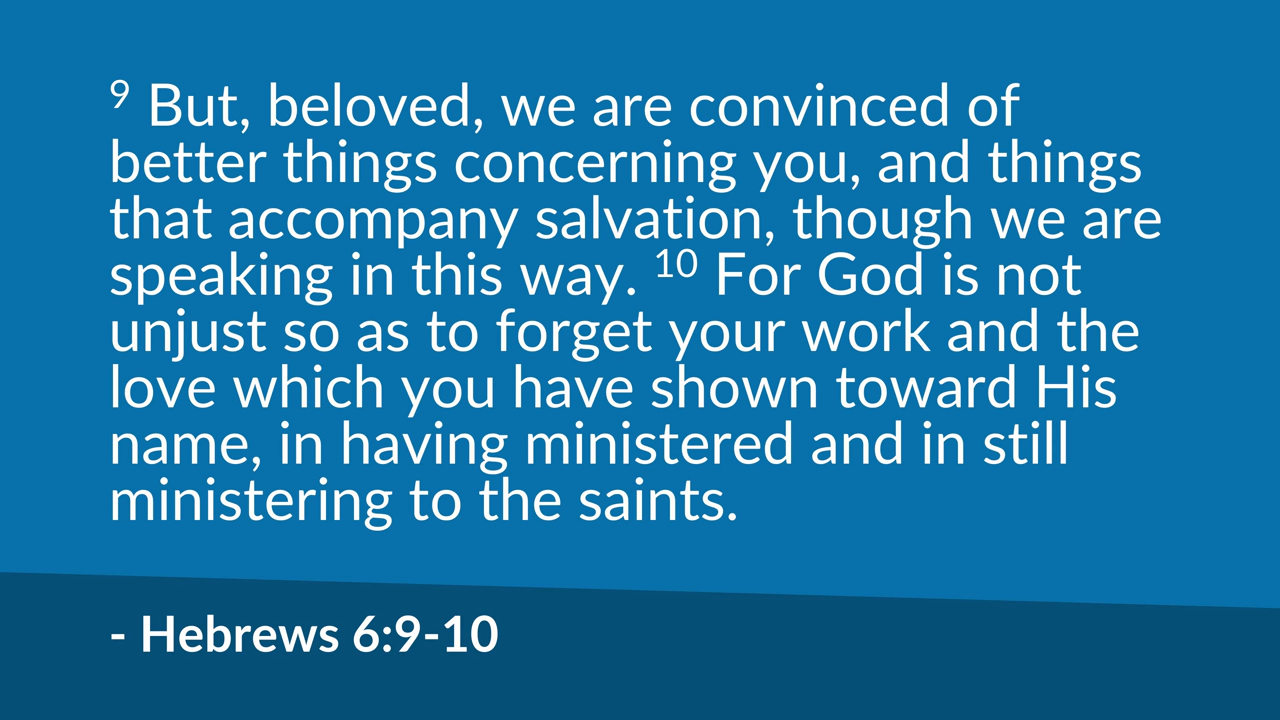 9 But, beloved, we are convinced of
better things concerning you, and things
that accompany salvation, though we are
speaking in this way. 10 For God is not
unjust so as to forget your work and the
love which you have shown toward His
name, in having ministered and in still
ministering to the saints.
- Hebrews 6:9-10